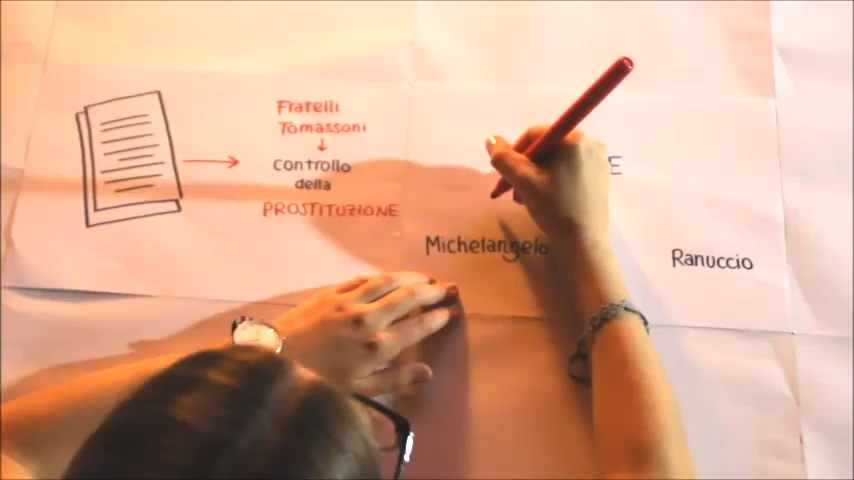 Fratelli
Tomassoni
controllo
della
PROSTITUZIONE
Michelangelo
Ranuccio